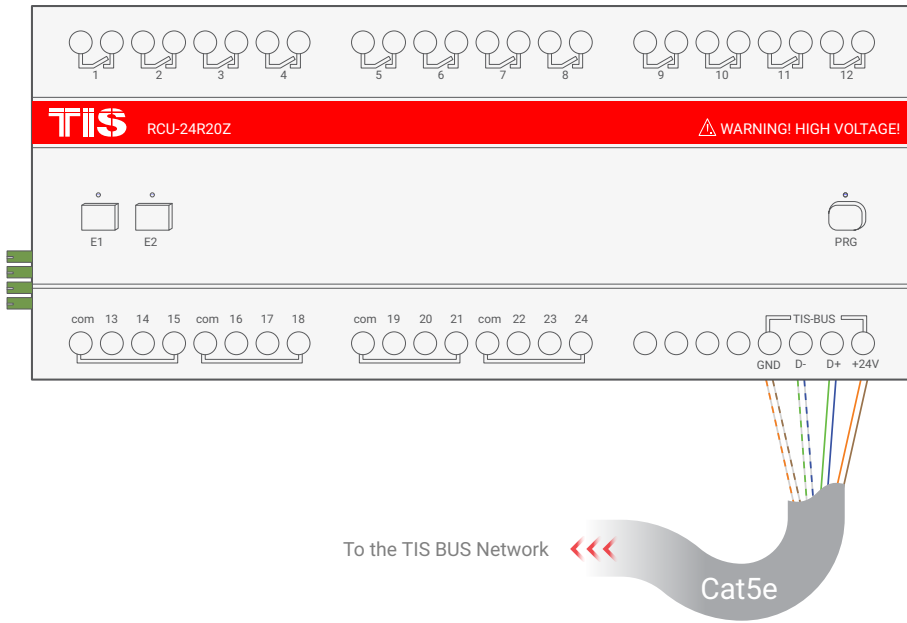 1 2 3 4 5 6 7 8 9 10 11 12
TIS RCU-24R20Z WARNING! HIGH VOLTAGE!
E1 E2 PRG
com 13 14 15 com 16 17 18 com 19 20 21 com 22 23 24 TIS-BUS
GND D- D+ +24V
To the TIS BUS Network
Cat5e